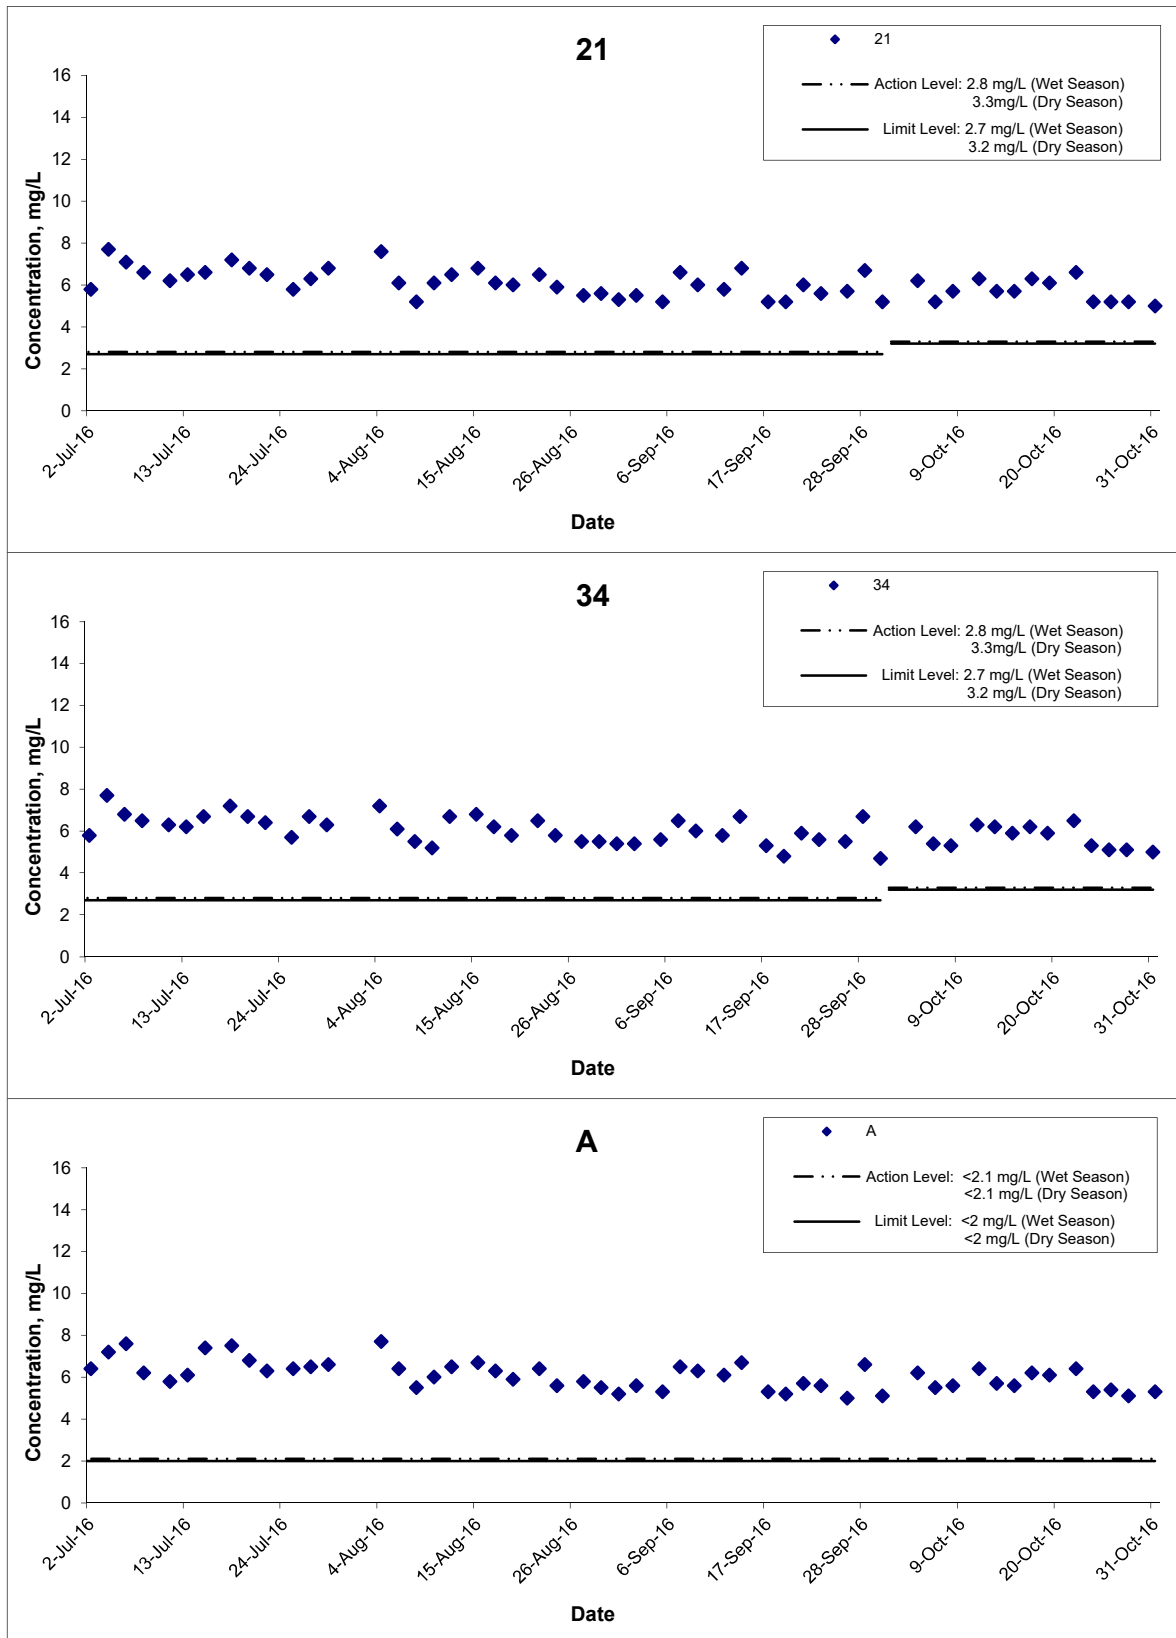 21
21
Action Level: 2.8 mg/L (Wet Season)
3.3mg/L (Dry Season)
Limit Level: 2.7 mg/L (Wet Season)
3.2 mg/L (Dry Season)
Concentration, mg/L
16
14
12
10
8
6
4
2
0
2-Jul-16
13-Jul-16
24-Jul-16
4-Aug-16
15-Aug-16
26-Aug-16
6-Sep-16
17-Sep-16
28-Sep-16
9-Oct-16
20-Oct-16
31-Oct-16
Date
34
34
Action Level: 2.8 mg/L (Wet Season)
3.3mg/L (Dry Season)
Limit Level: 2.7 mg/L (Wet Season)
3.2 mg/L (Dry Season)
Concentration, mg/L
16
14
12
10
8
6
4
2
0
2-Jul-16
13-Jul-16
24-Jul-16
4-Aug-16
15-Aug-16
26-Aug-16
6-Sep-16
17-Sep-16
28-Sep-16
9-Oct-16
20-Oct-16
31-Oct-16
Date
A
A
Action Level: <2.1 mg/L (Wet Season)
<2.1 mg/L (Dry Season)
Limit Level: <2 mg/L (Wet Season)
<2 mg/L (Dry Season)
Concentration, mg/L
16
14
12
10
8
6
4
2
0
2-Jul-16
13-Jul-16
24-Jul-16
4-Aug-16
15-Aug-16
26-Aug-16
6-Sep-16
17-Sep-16
28-Sep-16
9-Oct-16
20-Oct-16
31-Oct-16
Date